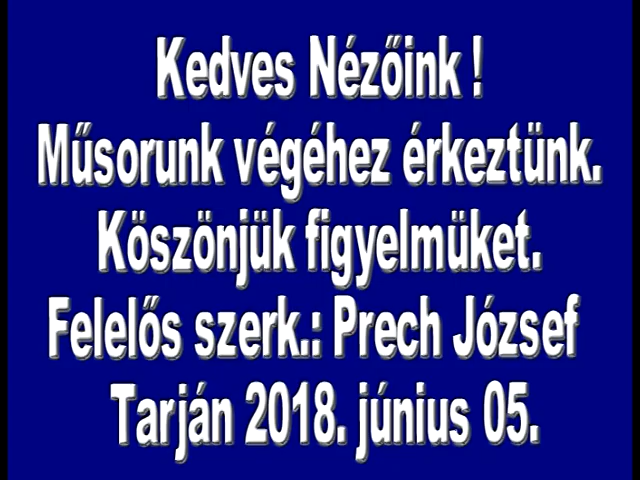 Kedves Nézőink !
Műsorunk végéhez érkeztünk.
Köszönjük figyelmüket.
Felelős szerk.: Prech József
Tarján 2018. június 05.